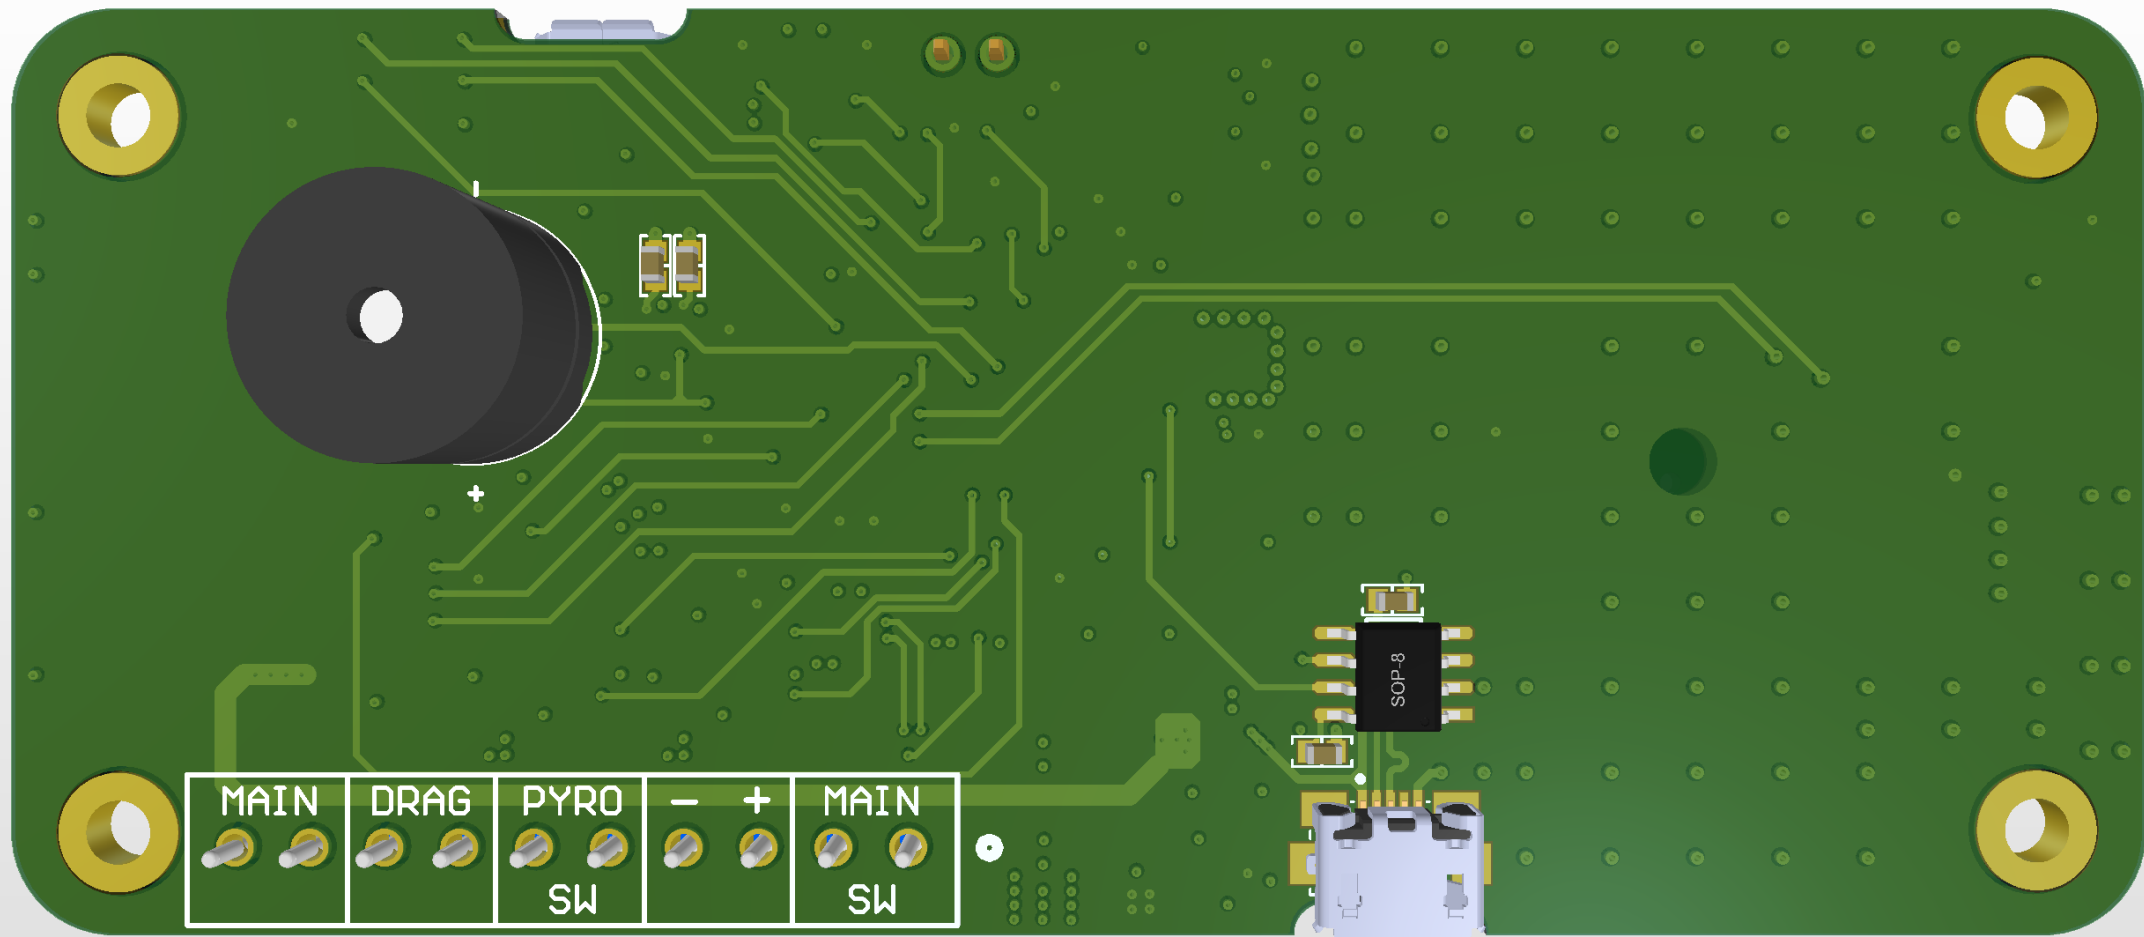 +
SOP-8
MAIN DRAG PYRO - + MAIN
SW SW